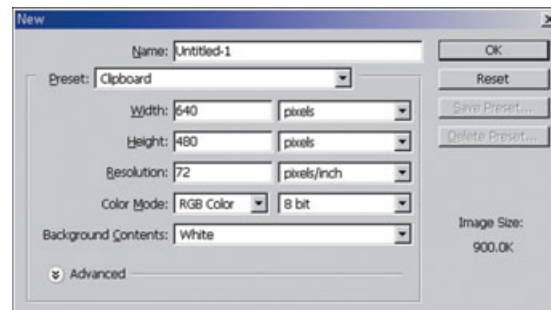 New
Name: Untitled-1
OK
Preset: Clipboard
Reset
Width: 640 pixels
Save Preset...
Height: 480 pixels
Delete Preset...
Resolution: 72 pixels/inch
Color Mode: RGB Color 8 bit
Image Size:
Background Contents: White
900.0K
Advanced